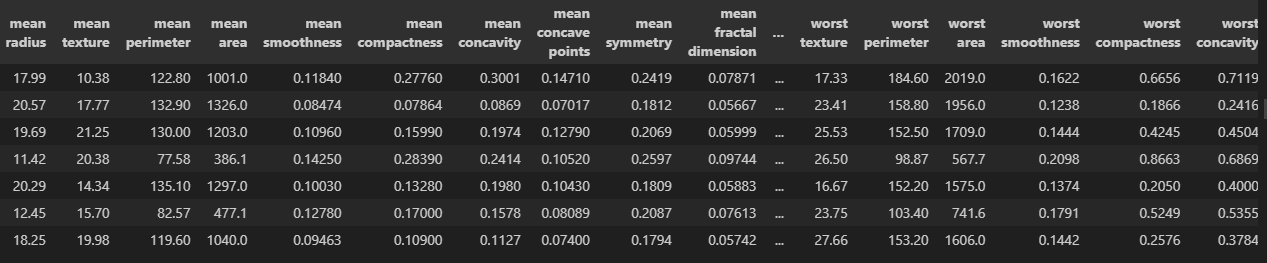 mean radius mean texture mean perimeter mean area mean smoothness mean compactness mean concavity mean concave points mean symmetry mean fractal dimension ... worst texture worst perimeter worst area worst smoothness worst compactness worst concavity
17.99 10.38 122.80 1001.0 0.11840 0.27760 0.3001 0.14710 0.2419 0.07871 ... 17.33 184.60 2019.0 0.1622 0.6656 0.7119
20.57 17.77 132.90 1326.0 0.08474 0.07864 0.0869 0.07017 0.1812 0.05667 ... 23.41 158.80 1956.0 0.1238 0.1866 0.2416
19.69 21.25 130.00 1203.0 0.10960 0.15990 0.1974 0.12790 0.2069 0.05999 ... 25.53 152.50 1709.0 0.1444 0.4245 0.4504
11.42 20.38 77.58 386.1 0.14250 0.28390 0.2414 0.10520 0.2597 0.09744 ... 26.50 98.87 567.7 0.2098 0.8663 0.6869
20.29 14.34 135.10 1297.0 0.10030 0.13280 0.1980 0.10430 0.1809 0.05883 ... 16.67 152.20 1575.0 0.1374 0.2050 0.4000
12.45 15.70 82.57 477.1 0.12780 0.17000 0.1578 0.08089 0.2087 0.07613 ... 23.75 103.40 741.6 0.1791 0.5249 0.5355
18.25 19.98 119.60 1040.0 0.09463 0.10900 0.1127 0.07400 0.1794 0.05742 ... 27.66 153.20 1606.0 0.1442 0.2576 0.3784